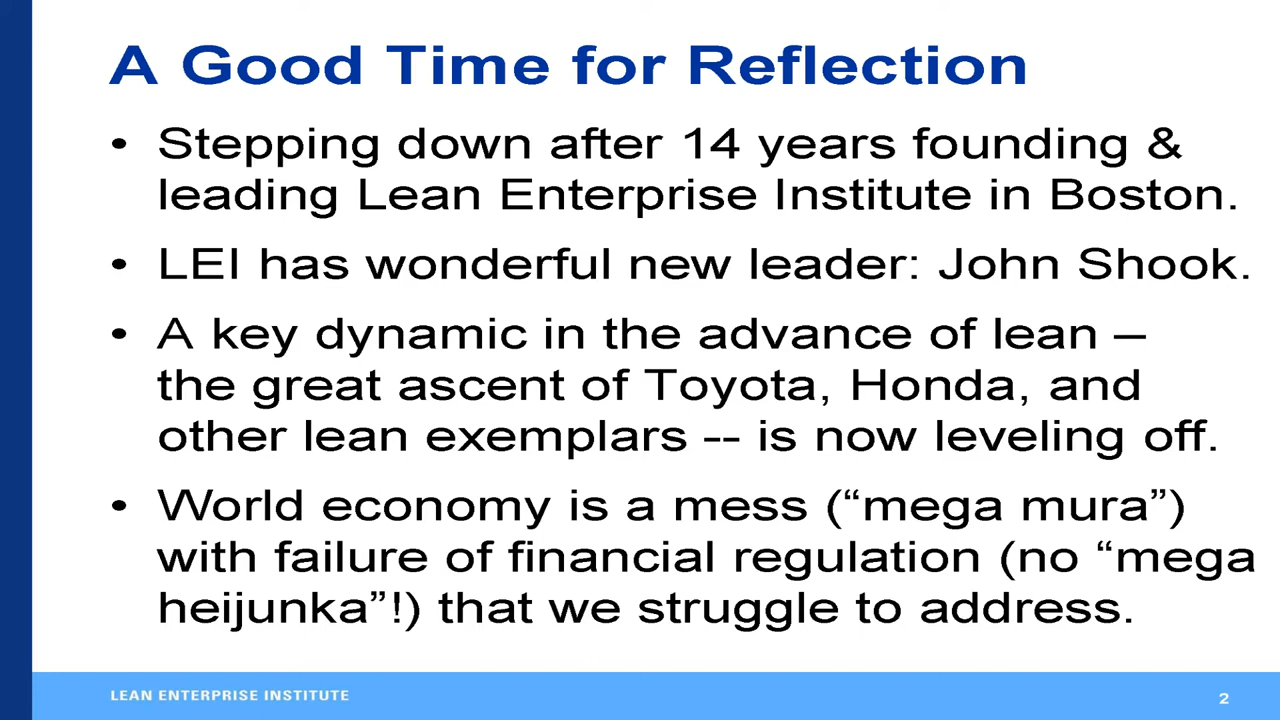 A Good Time for Reflection
• Stepping down after 14 years founding &
leading Lean Enterprise Institute in Boston.
• LEI has wonderful new leader: John Shook.
• A key dynamic in the advance of lean –
the great ascent of Toyota, Honda, and
other lean exemplars -- is now leveling off.
• World economy is a mess (“mega mura”)
with failure of financial regulation (no “mega
heijunka”!) that we struggle to address.
LEAN ENTERPRISE INSTITUTE
2